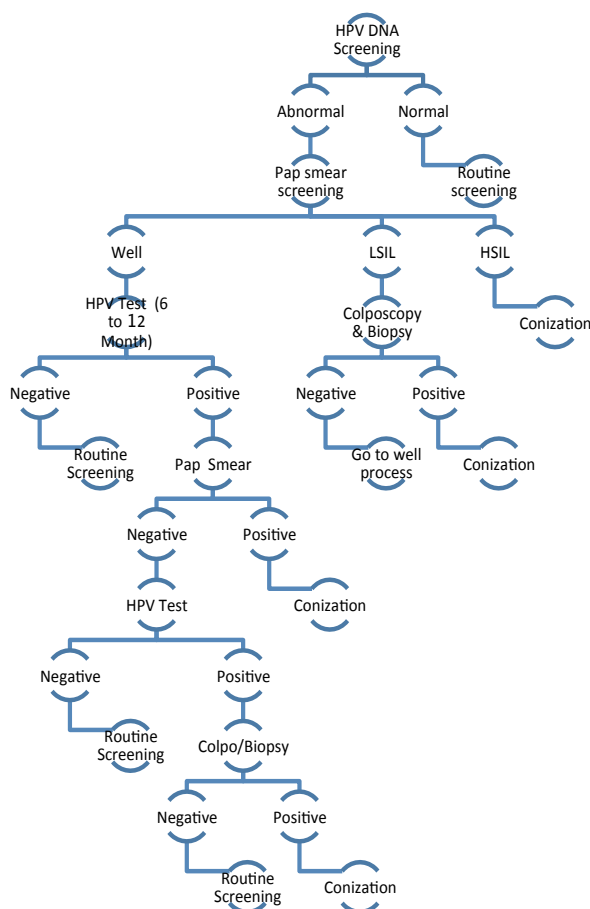 HPV DNA
Screening
Abnormal
Normal
Pap smear
screening
Routine
screening
Well
LSIL
HSIL
HPV Test (6
to 12
Month)
Colposcopy
& Biopsy
Conization
Negative
Positive
Negative
Positive
Routine
Screening
Pap Smear
Go to well
process
Conization
Negative
Positive
HPV Test
Conization
Negative
Positive
Routine
Screening
Colpo/Biopsy
Negative
Positive
Routine
Screening
Conization